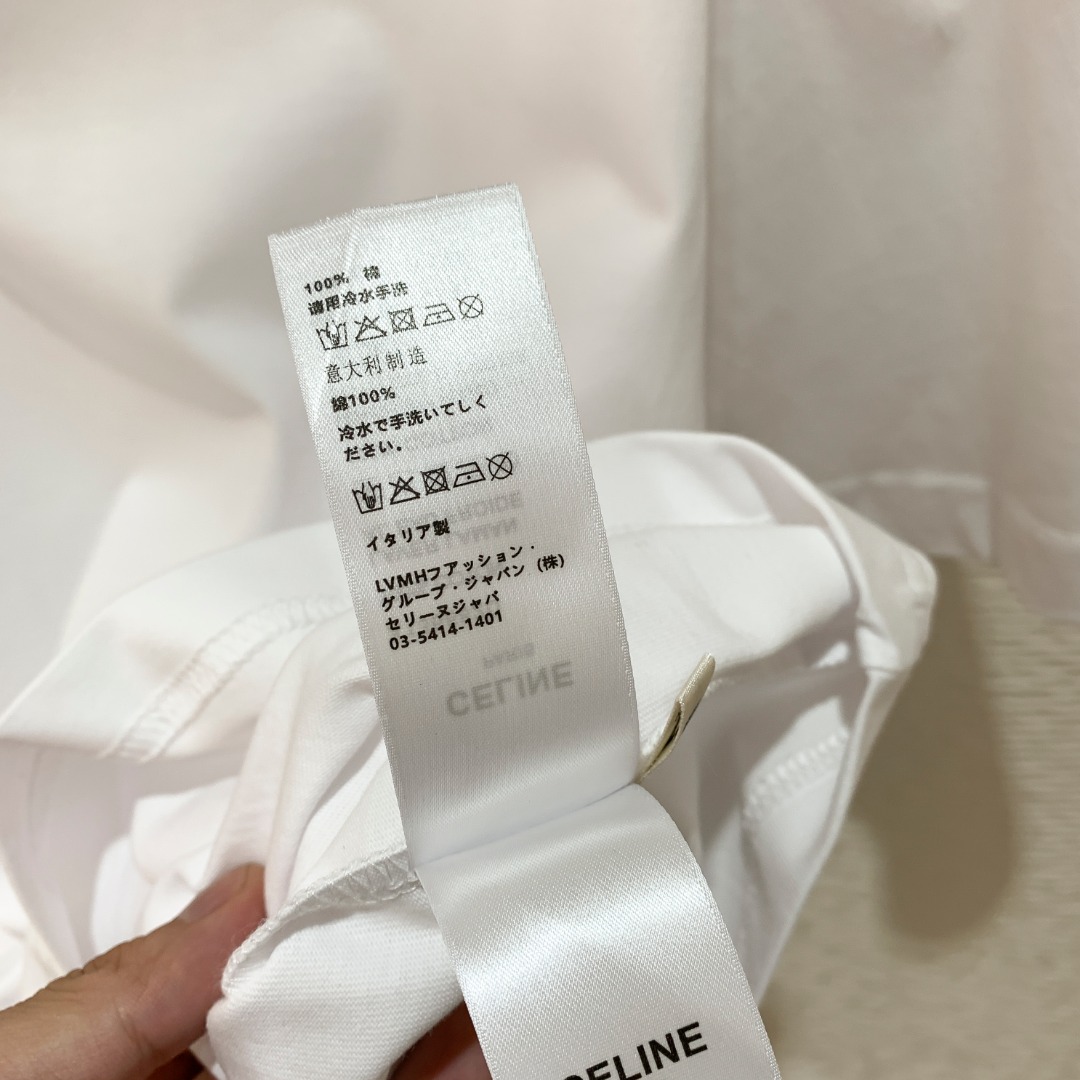 100% 棉
適用冷水手洗
意大利制造
綿100%
冷水で手洗いてしく
ださい。
イタリア製
LVMHファッション・
グループ・ジャパン (株)
セリーヌジャパ
03-5414-1401
PARIS
CELINE
CELINE